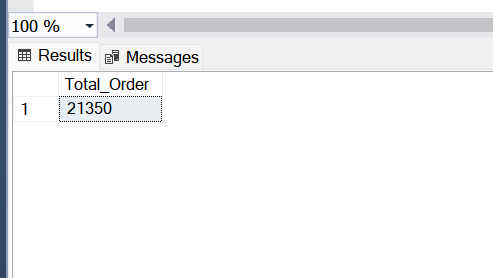 100 %
Results Messages
Total_Order
1 21350